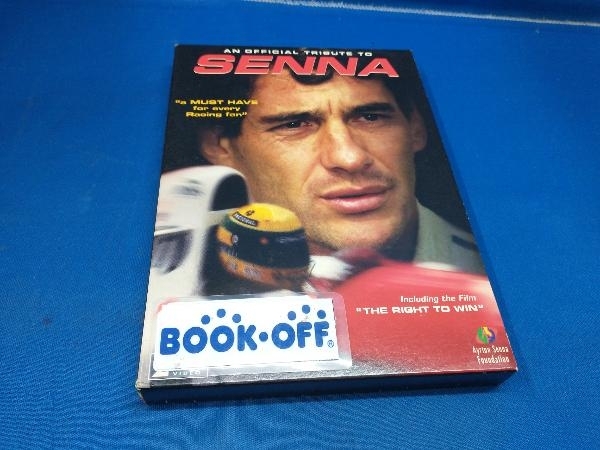 AN OFFICIAL TRIBUTE TO
SENNA
"a MUST HAVE
for every
Racing fan"
Including the Film
"THE RIGHT TO WIN"
BOOK·OFF®
Ayrton Senna
Foundation
VIDEO